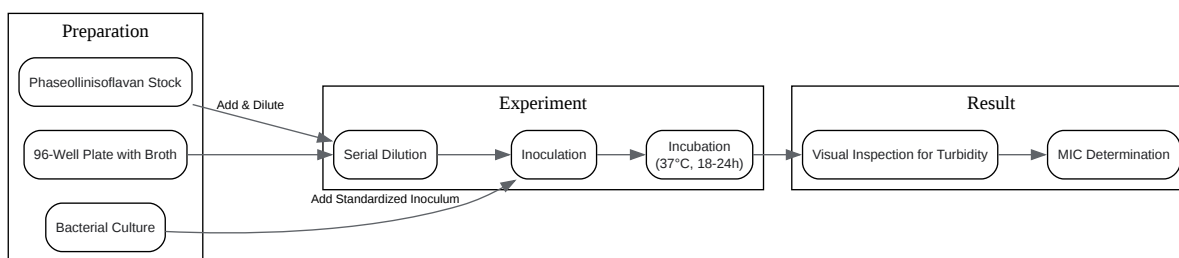 Preparation
Phaseollinisoflavan Stock
96-Well Plate with Broth
Bacterial Culture
Add & Dilute
Add Standardized Inoculum
Experiment
Serial Dilution
Inoculation
Incubation
(37°C, 18-24h)
Result
Visual Inspection for Turbidity
MIC Determination